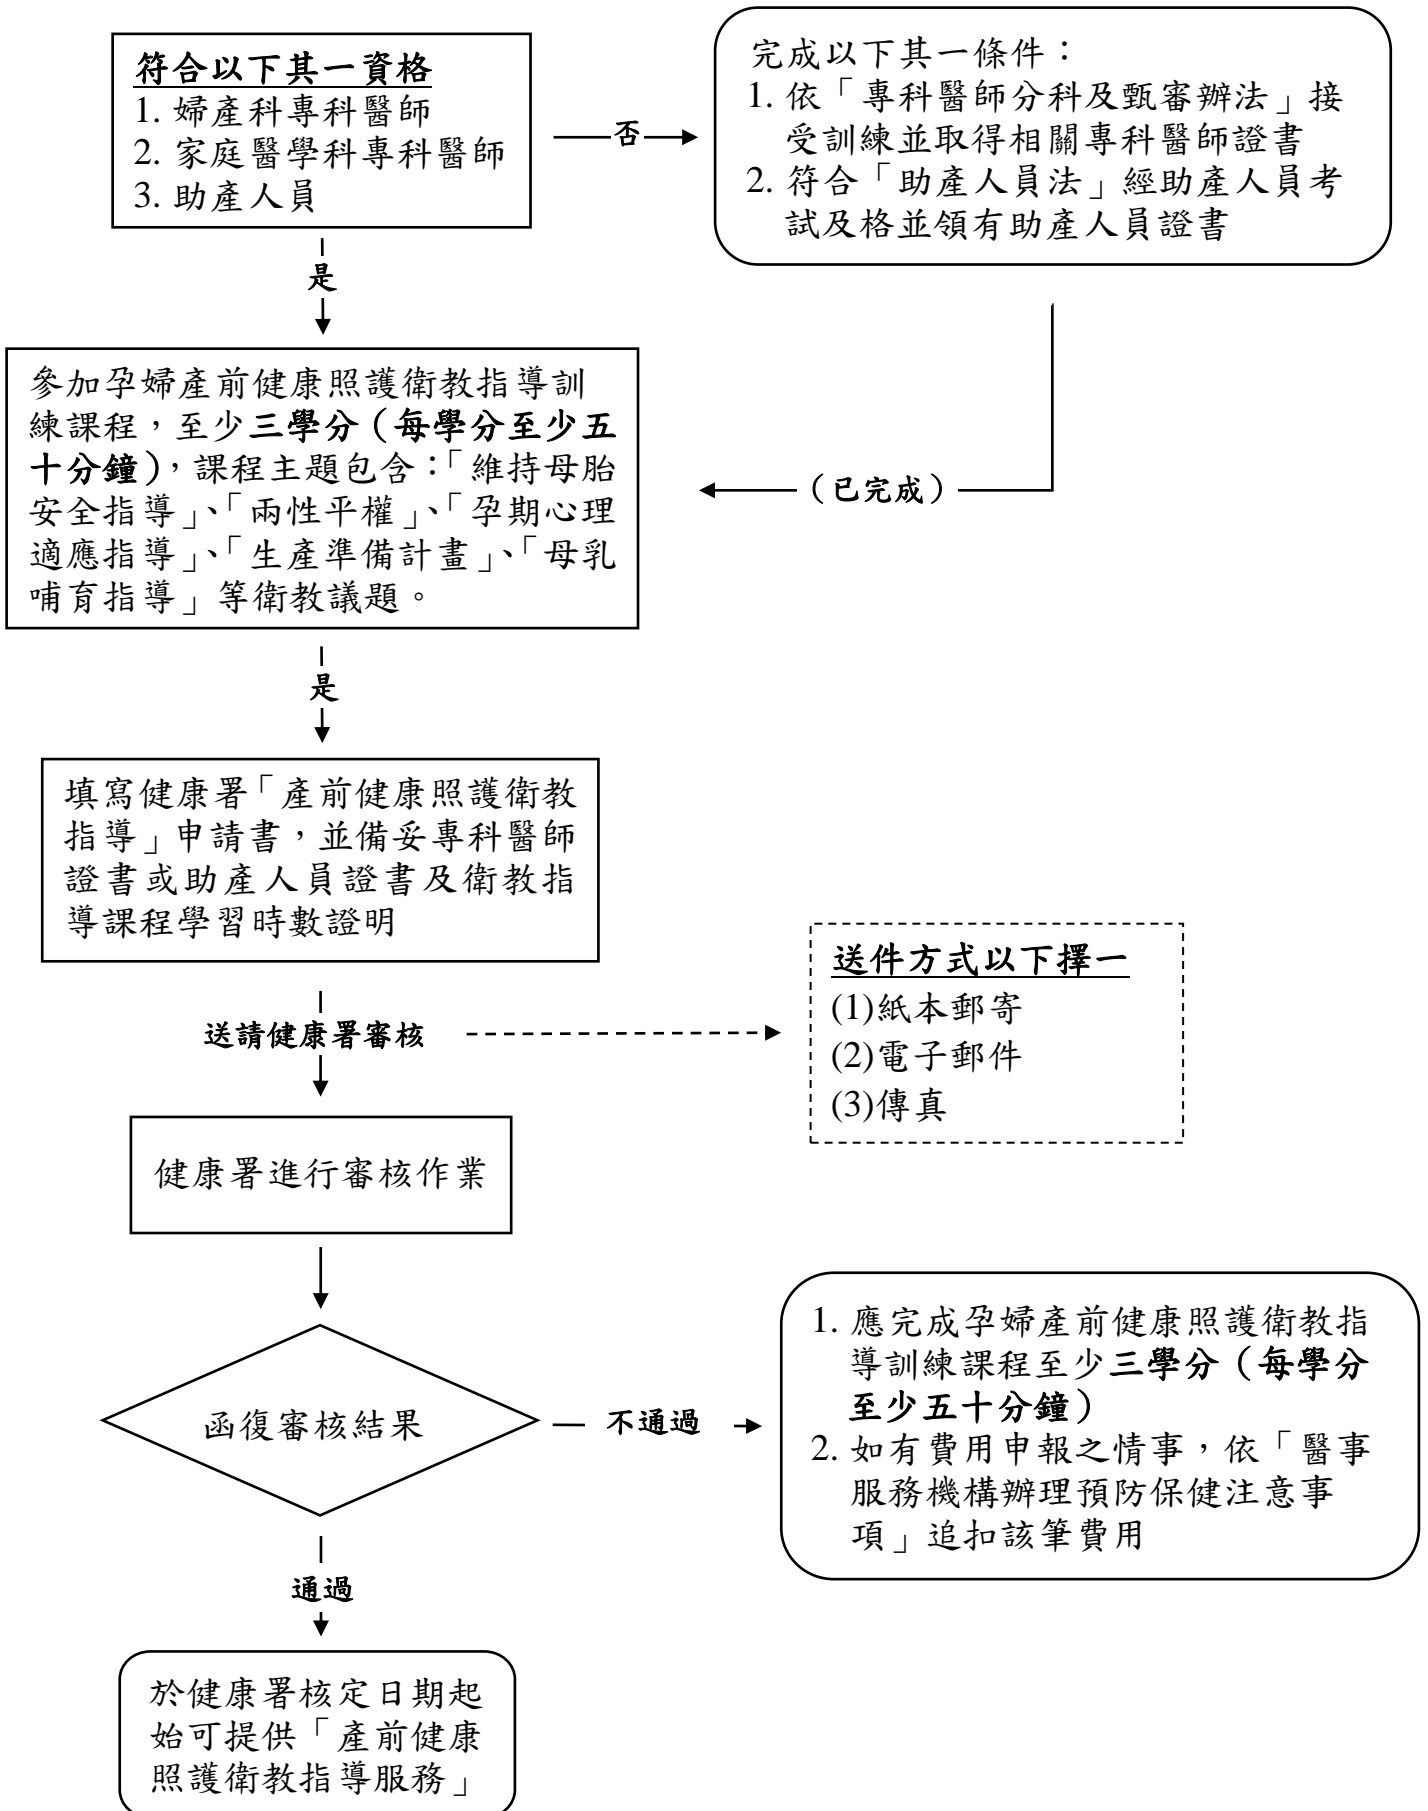 符合以下其一資格
1. 婦產科專科醫師
2. 家庭醫學科專科醫師
3. 助產人員
否
完成以下其一條件：
1. 依「專科醫師分科及甄審辦法」接
受訓練並取得相關專科醫師證書
2. 符合「助產人員法」經助產人員考
試及格並領有助產人員證書
是
參加孕婦產前健康照護衛教指導訓
練課程，至少三學分（每學分至少五
十分鐘），課程主題包含：「維持母胎
安全指導」、「兩性平權」、「孕期心理
適應指導」、「生產準備計畫」、「母乳
哺育指導」等衛教議題。
（已完成）
是
填寫健康署「產前健康照護衛教
指導」申請書，並備妥專科醫師
證書或助產人員證書及衛教指
導課程學習時數證明
送請健康署審核
送件方式以下擇一
(1)紙本郵寄
(2)電子郵件
(3)傳真
健康署進行審核作業
函復審核結果
不通過
1. 應完成孕婦產前健康照護衛教指
導訓練課程至少三學分（每學分
至少五十分鐘）
2. 如有費用申報之情事，依「醫事
服務機構辦理預防保健注意事
項」追扣該筆費用
通過
於健康署核定日期起
始可提供「產前健康
照護衛教指導服務」